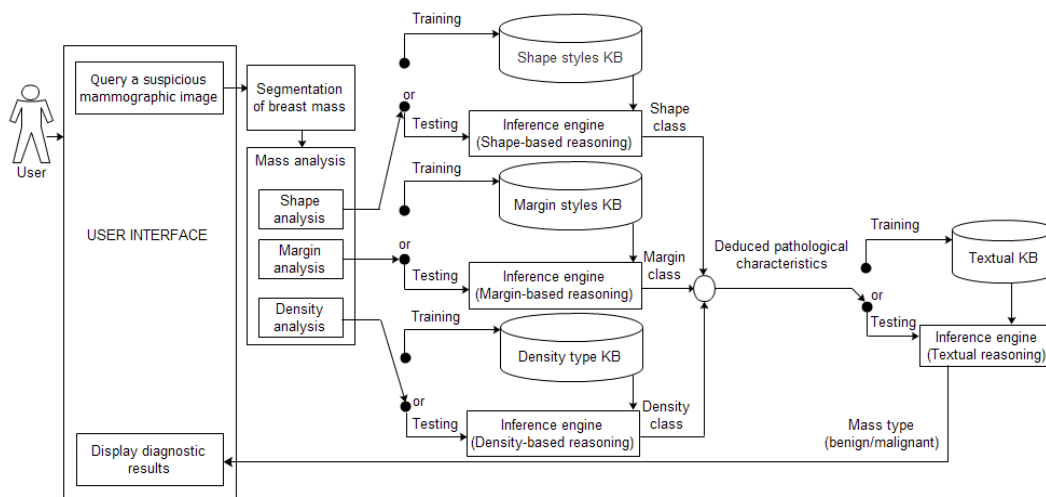 User
USER INTERFACE
Query a suspicious
mammographic image
Display diagnostic
results
Segmentation
of breast mass
Mass analysis
Shape
analysis
Margin
analysis
Density
analysis
Training
or
Testing
Shape styles KB
Inference engine
(Shape-based reasoning)
Shape
class
Training
or
Testing
Margin styles KB
Inference engine
(Margin-based reasoning)
Margin
class
Training
or
Testing
Density type KB
Inference engine
(Density-based reasoning)
Density
class
Deduced pathological
characteristics
Training
or
Testing
Textual KB
Inference engine
(Textual reasoning)
Mass type
(benign/malignant)